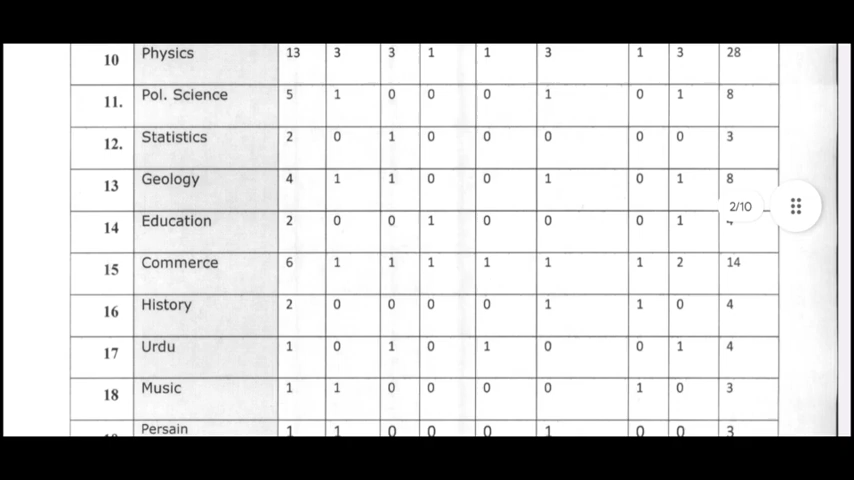 10 Physics 13 3 3 1 1 3 1 3 28
11. Pol. Science 5 1 0 0 0 1 0 1 8
12. Statistics 2 0 1 0 0 0 0 0 3
13 Geology 4 1 1 0 0 1 0 1 8
2/10
14 Education 2 0 0 1 0 0 0 1 4
15 Commerce 6 1 1 1 1 1 1 2 14
16 History 2 0 0 0 0 1 1 0 4
17 Urdu 1 0 1 0 1 0 0 1 4
18 Music 1 1 0 0 0 0 1 0 3
Persain 1 1 0 0 0 1 0 0 3